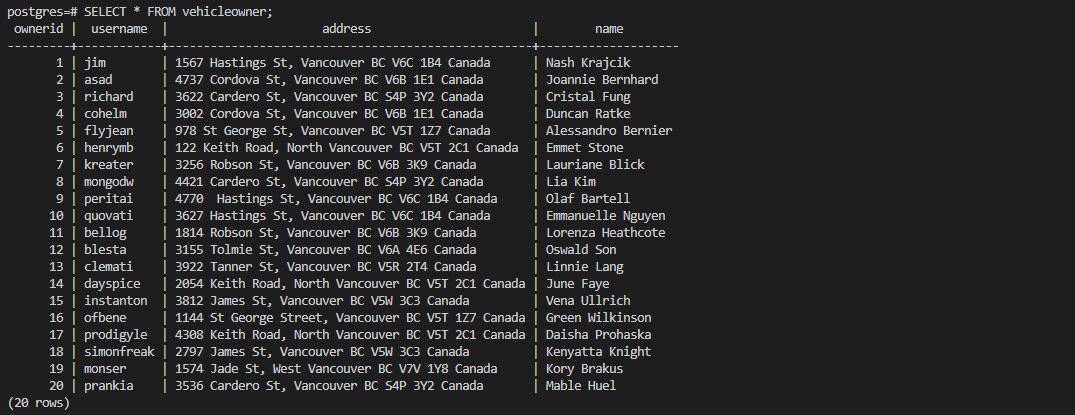 postgres=# SELECT * FROM vehicleowner;
 ownerid |  username  |                      address                      |        name
---------+------------+---------------------------------------------------+--------------------
       1 | jim        | 1567 Hastings St, Vancouver BC V6C 1B4 Canada     | Nash Krajcik
       2 | asad       | 4737 Cordova St, Vancouver BC V6B 1E1 Canada      | Joannie Bernhard
       3 | richard    | 3622 Cardero St, Vancouver BC S4P 3Y2 Canada      | Cristal Fung
       4 | cohelm     | 3002 Cordova St, Vancouver BC V6B 1E1 Canada      | Duncan Ratke
       5 | flyjean    | 978 St George St, Vancouver BC V5T 1Z7 Canada     | Alessandro Bernier
       6 | henrymb    | 122 Keith Road, North Vancouver BC V5T 2C1 Canada | Emmet Stone
       7 | kreater    | 3256 Robson St, Vancouver BC V6B 3K9 Canada       | Lauriane Blick
       8 | mongodw    | 4421 Cardero St, Vancouver BC S4P 3Y2 Canada      | Lia Kim
       9 | peritai    | 4770  Hastings St, Vancouver BC V6C 1B4 Canada    | Olaf Bartell
      10 | quovati    | 3627 Hastings St, Vancouver BC V6C 1B4 Canada     | Emmanuelle Nguyen
      11 | bellog     | 1814 Robson St, Vancouver BC V6B 3K9 Canada       | Lorenza Heathcote
      12 | blesta     | 3155 Tolmie St, Vancouver BC V6A 4E6 Canada       | Oswald Son
      13 | clemati    | 3922 Tanner St, Vancouver BC V5R 2T4 Canada       | Linnie Lang
      14 | dayspice   | 2054 Keith Road, North Vancouver BC V5T 2C1 Canada | June Faye
      15 | instanton  | 3812 James St, Vancouver BC V5W 3C3 Canada        | Vena Ullrich
      16 | ofbene     | 1144 St George Street, Vancouver BC V5T 1Z7 Canada | Green Wilkinson
      17 | prodigyle  | 4308 Keith Road, North Vancouver BC V5T 2C1 Canada | Daisha Prohaska
      18 | simonfreak | 2797 James St, Vancouver BC V5W 3C3 Canada        | Kenyatta Knight
      19 | monser     | 1574 Jade St, West Vancouver BC V7V 1Y8 Canada    | Kory Brakus
      20 | prankia    | 3536 Cardero St, Vancouver BC S4P 3Y2 Canada      | Mable Huel
(20 rows)